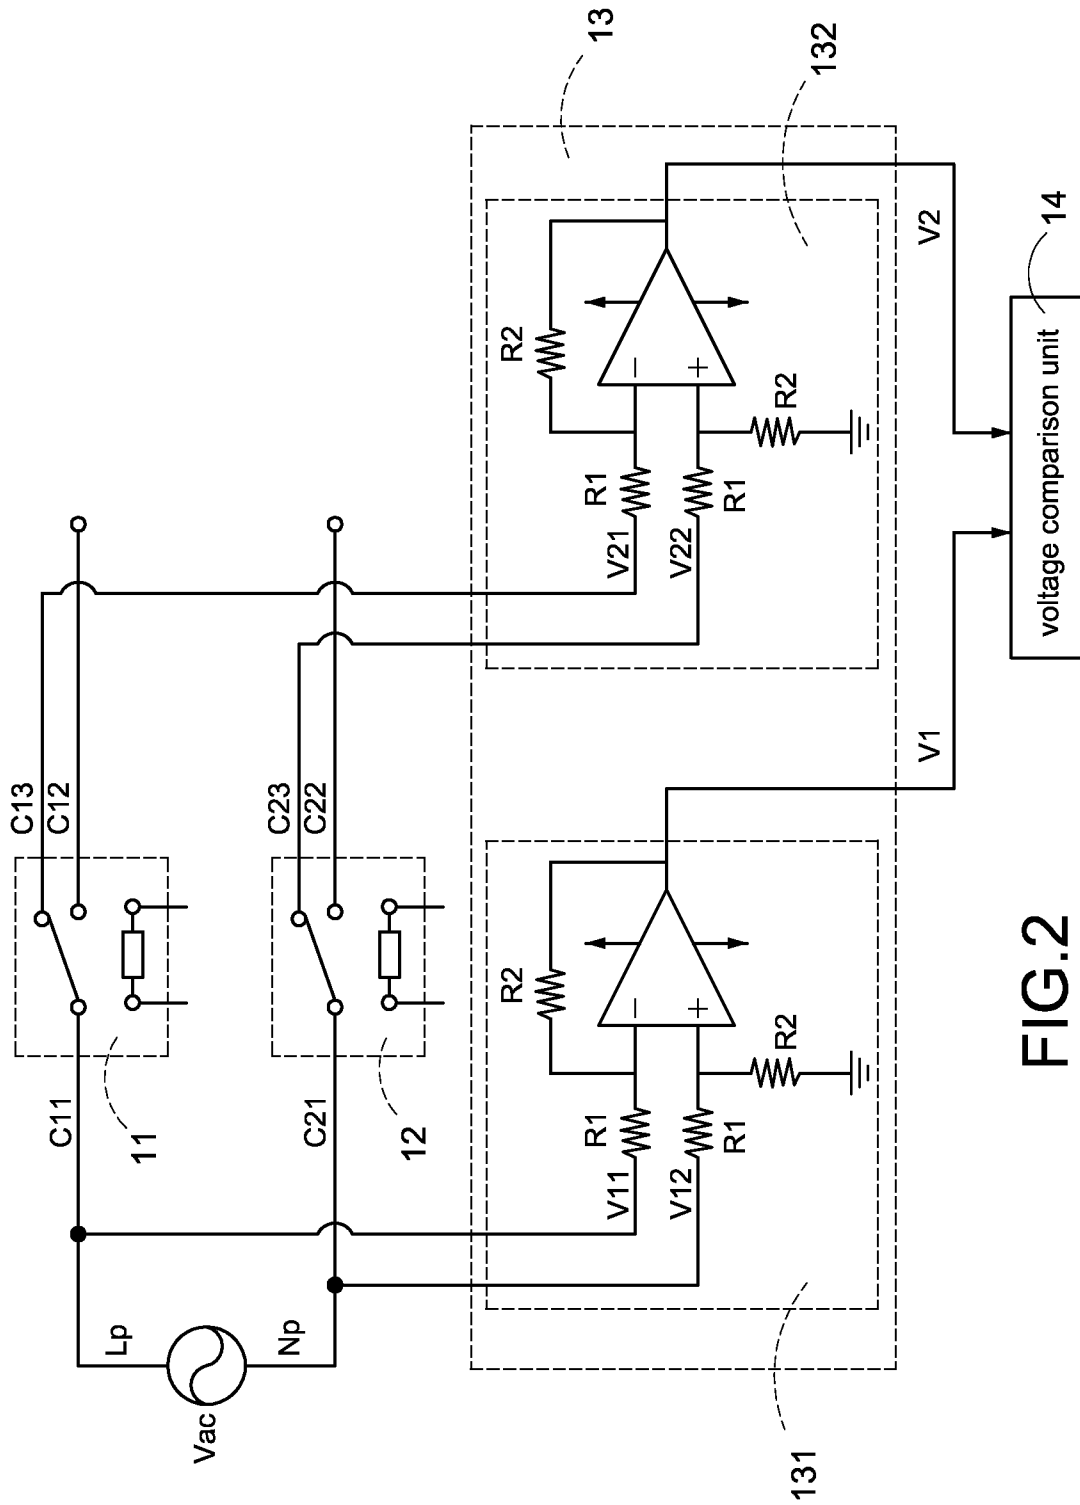 Vac
Lp
Np
C11
11
C13
C12
C21
12
C23
C22
13
131
V11
R1
V12
R1
R2
R2
V21
R1
V22
R1
R2
R2
132
V1
V2
voltage comparison unit
14
FIG.2